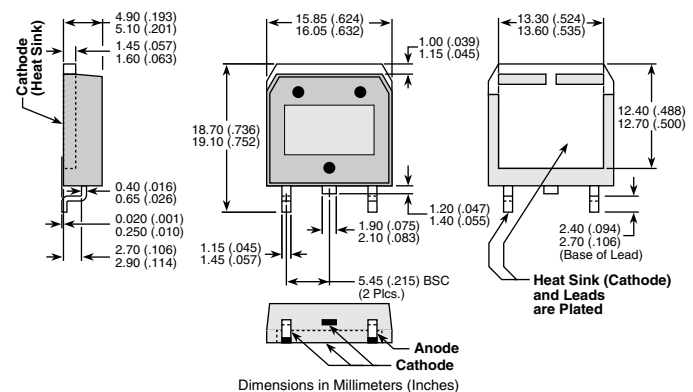 4.90 (.193)
5.10 (.201)
1.45 (.057)
1.60 (.063)
Cathode
(Heat Sink)
0.40 (.016)
0.65 (.026)
0.020 (.001)
0.250 (.010)
2.70 (.106)
2.90 (.114)
15.85 (.624)
16.05 (.632)
1.00 (.039)
1.15 (.045)
18.70 (.736)
19.10 (.752)
1.20 (.047)
1.40 (.055)
1.90 (.075)
2.10 (.083)
1.15 (.045)
1.45 (.057)
5.45 (.215) BSC
(2 Plcs.)
13.30 (.524)
13.60 (.535)
12.40 (.488)
12.70 (.500)
2.40 (.094)
2.70 (.106)
(Base of Lead)
Heat Sink (Cathode)
and Leads
are Plated
Anode
Cathode
Dimensions in Millimeters (Inches)